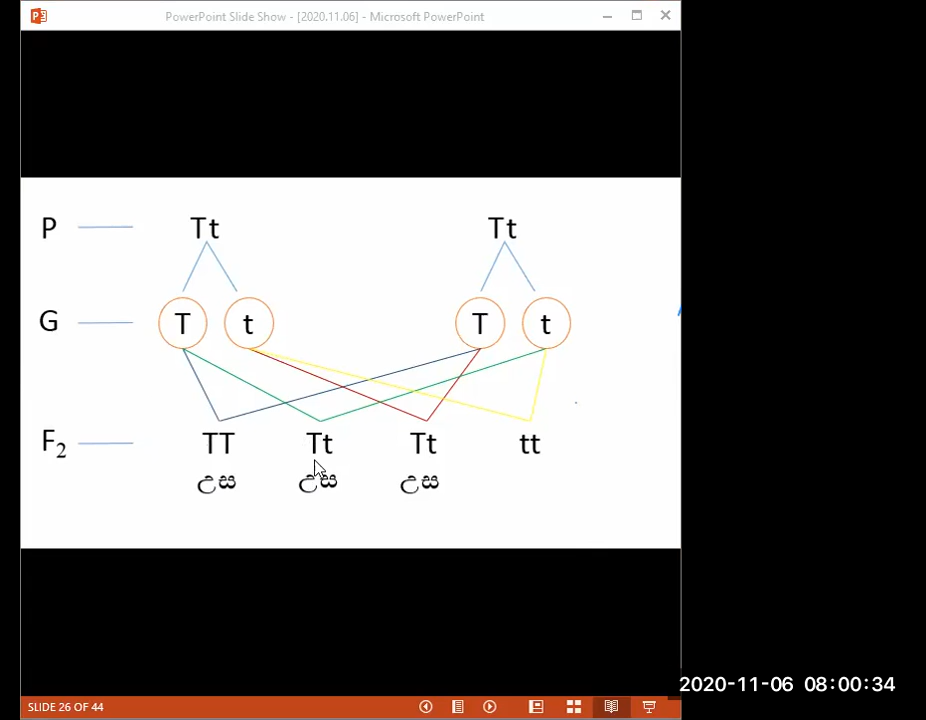 PowerPoint Slide Show - [2020.11.06] - Microsoft PowerPoint
P Tt Tt
G T t T t
F2 TT Tt Tt tt
උස උස උස
SLIDE 26 OF 44
2020-11-06 08:00:34